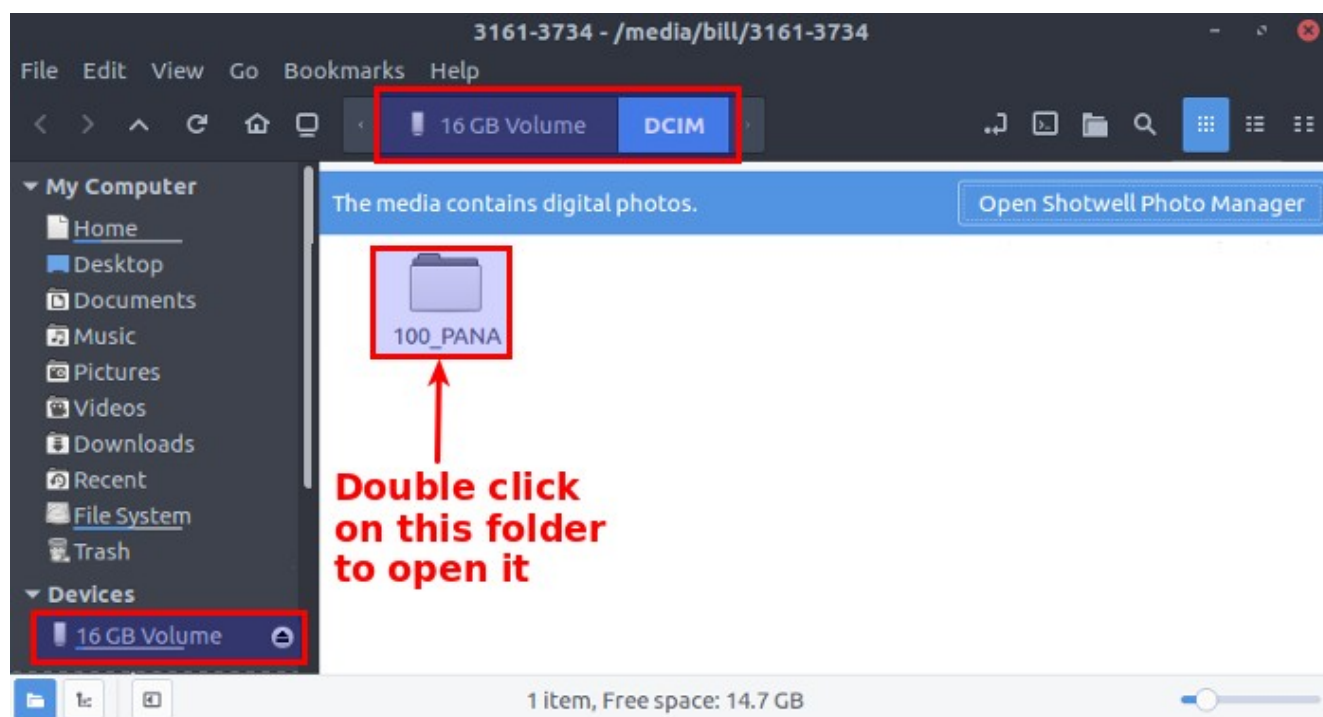 3161-3734 - /media/bill/3161-3734
File Edit View Go Bookmarks Help
16 GB Volume DCIM
My Computer
Home
Desktop
Documents
Music
Pictures
Videos
Downloads
Recent
File System
Trash
Devices
16 GB Volume
The media contains digital photos. Open Shotwell Photo Manager
100_PANA
Double click
on this folder
to open it
1 item, Free space: 14.7 GB